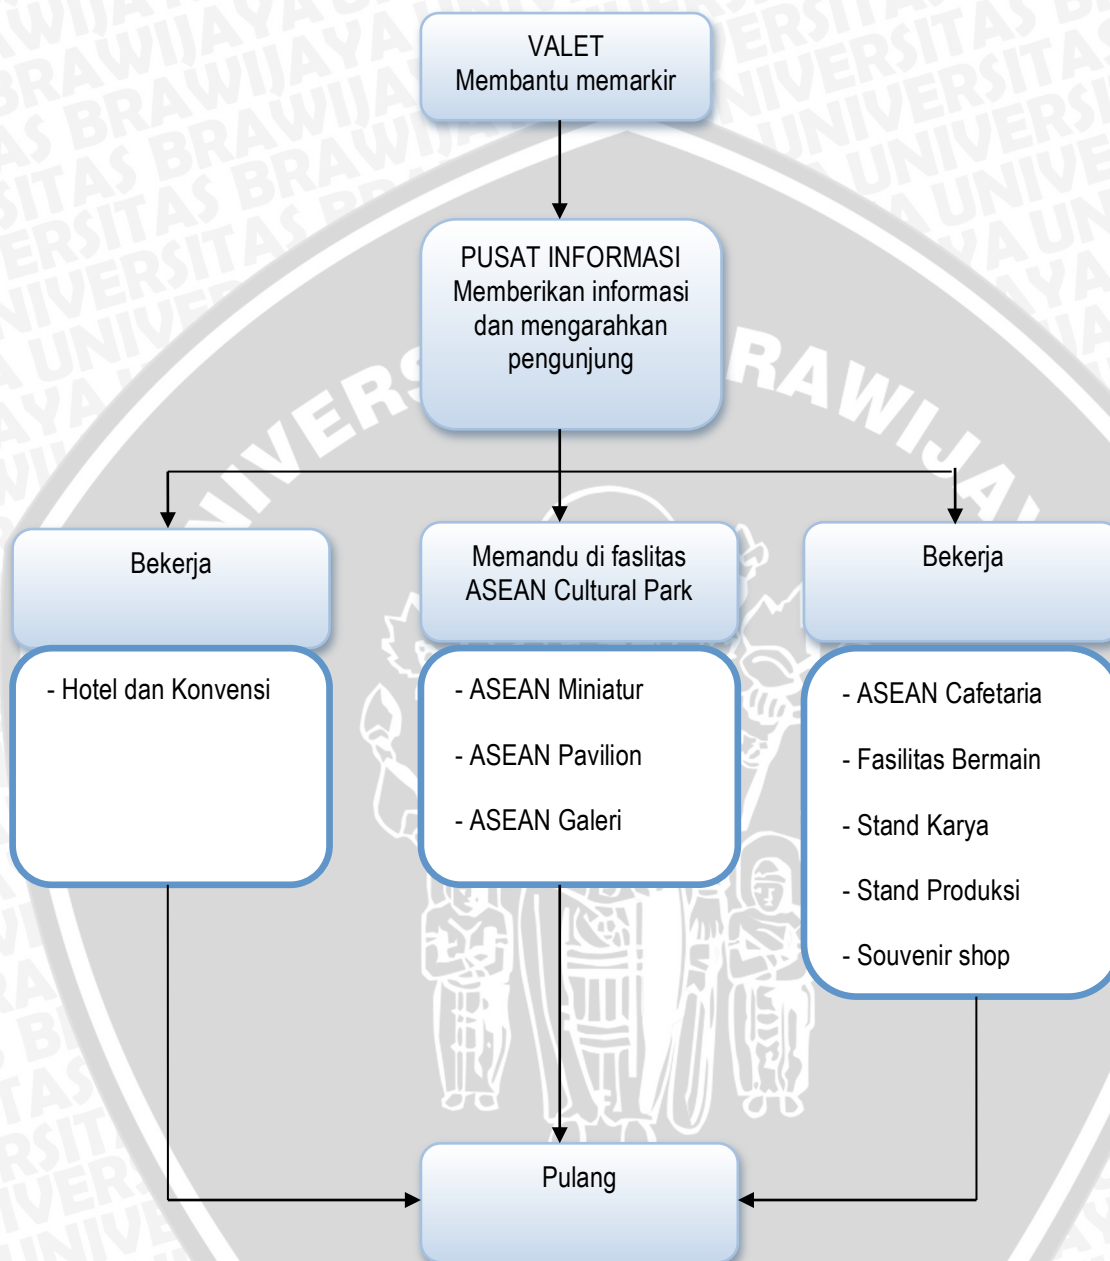 VALET
Membantu memarkir
PUSAT INFORMASI
Memberikan informasi
dan mengarahkan
pengunjung
Bekerja
- Hotel dan Konvensi
Memandu di faslitas
ASEAN Cultural Park
- ASEAN Miniatur
- ASEAN Pavilion
- ASEAN Galeri
Bekerja
- ASEAN Cafetaria
- Fasilitas Bermain
- Stand Karya
- Stand Produksi
- Souvenir shop
Pulang